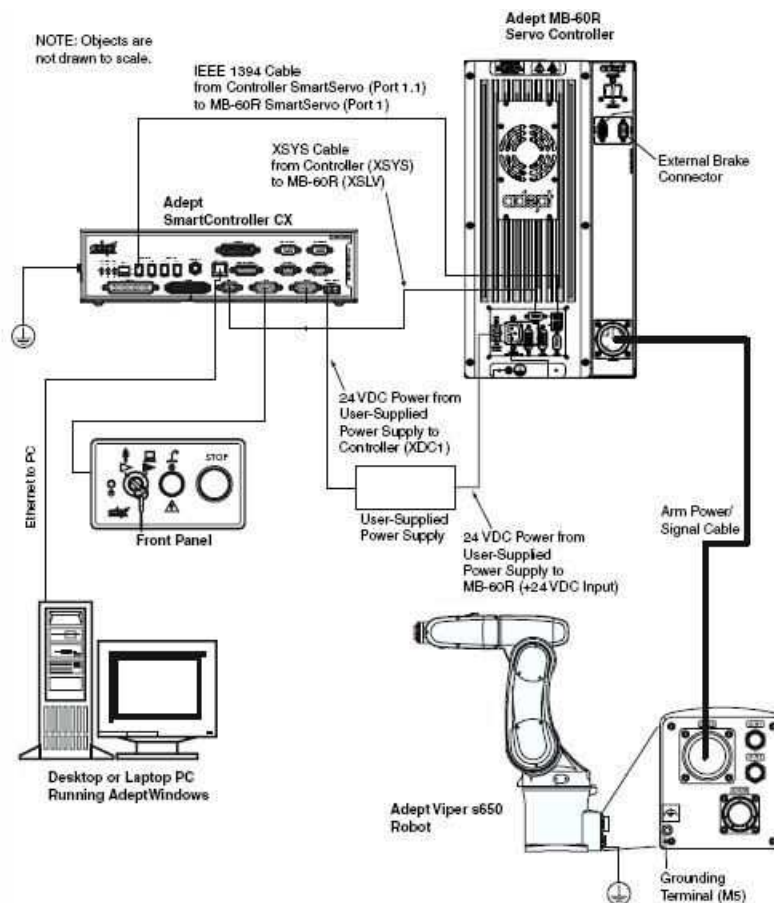 Adept MB-60R
Servo Controller
NOTE: Objects are
not drawn to scale.
IEEE 1394 Cable
from Controller SmartServo (Port 1.1)
to MB-60R SmartServo (Port 1)
XSYS Cable
from Controller (XSYS)
to MB-60R (XSLV)
External Brake
Connector
Adept
SmartController CX
adept
24 VDC Power from
User-Supplied
Power Supply to
Controller (XDC1)
STOP
Front Panel
Ethernet to PC
User-Supplied
Power Supply
24 VDC Power from
User-Supplied
Power Supply to
MB-60R (+24 VDC Input)
Arm Power/
Signal Cable
Desktop or Laptop PC
Running AdeptWindows
Adept Viper s650
Robot
Grounding
Terminal (M5)